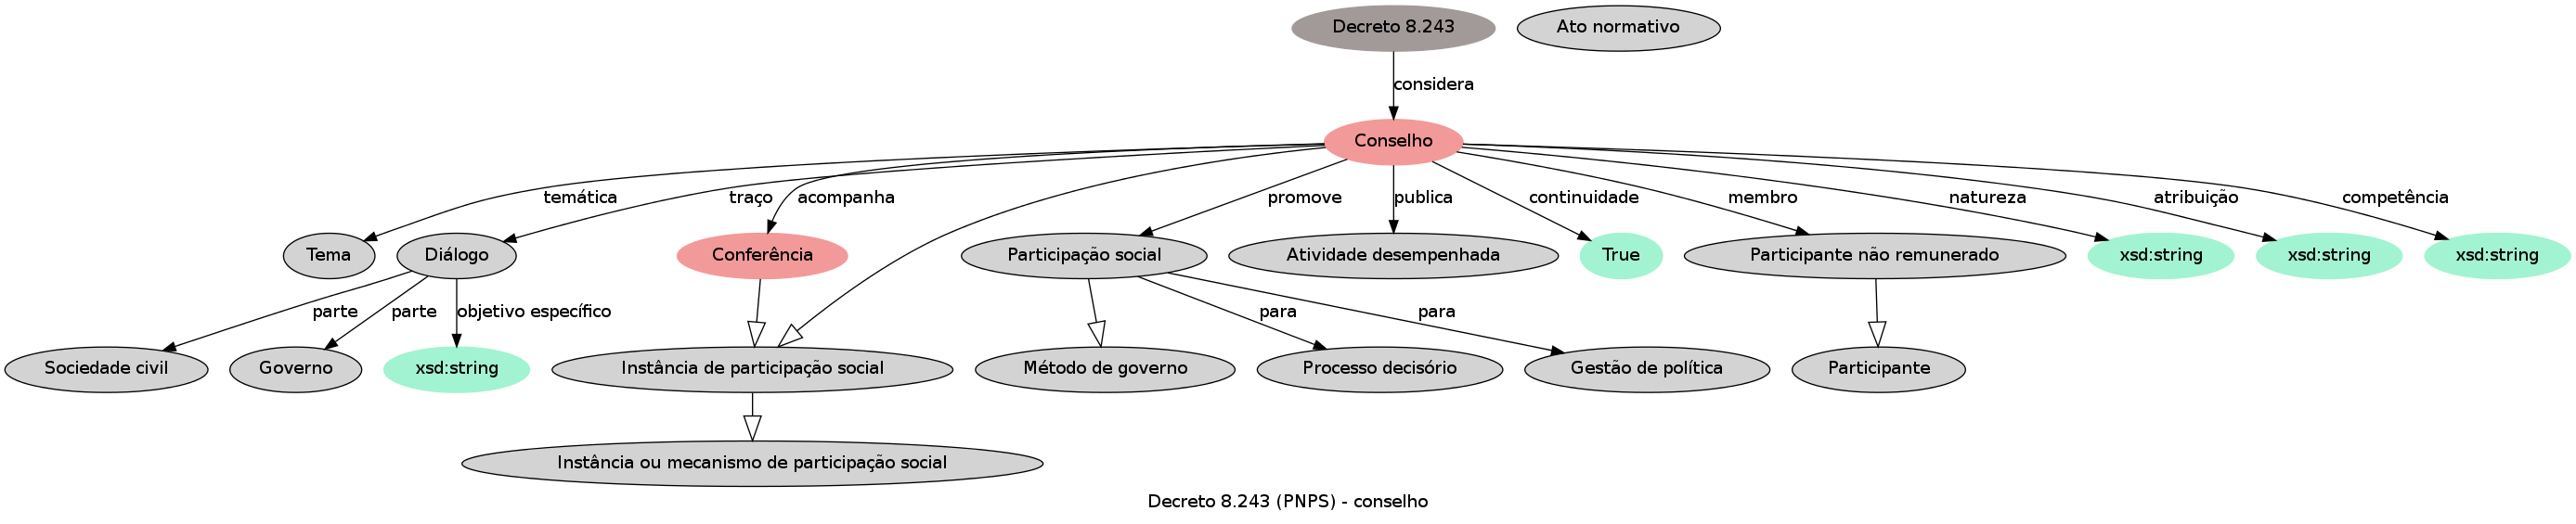 Decreto 8.243
Ato normativo
considera
Conselho
temática
traço
acompanha
promove
publica
continuidade
membro
natureza
atribuição
competência
Tema
Diálogo
Conferência
Participação social
Atividade desempenhada
True
Participante não remunerado
xsd:string
xsd:string
xsd:string
parte
parte
objetivo específico
para
para
Sociedade civil
Governo
xsd:string
Instância de participação social
Método de governo
Processo decisório
Gestão de política
Participante
Instância ou mecanismo de participação social
Decreto 8.243 (PNPS) - conselho